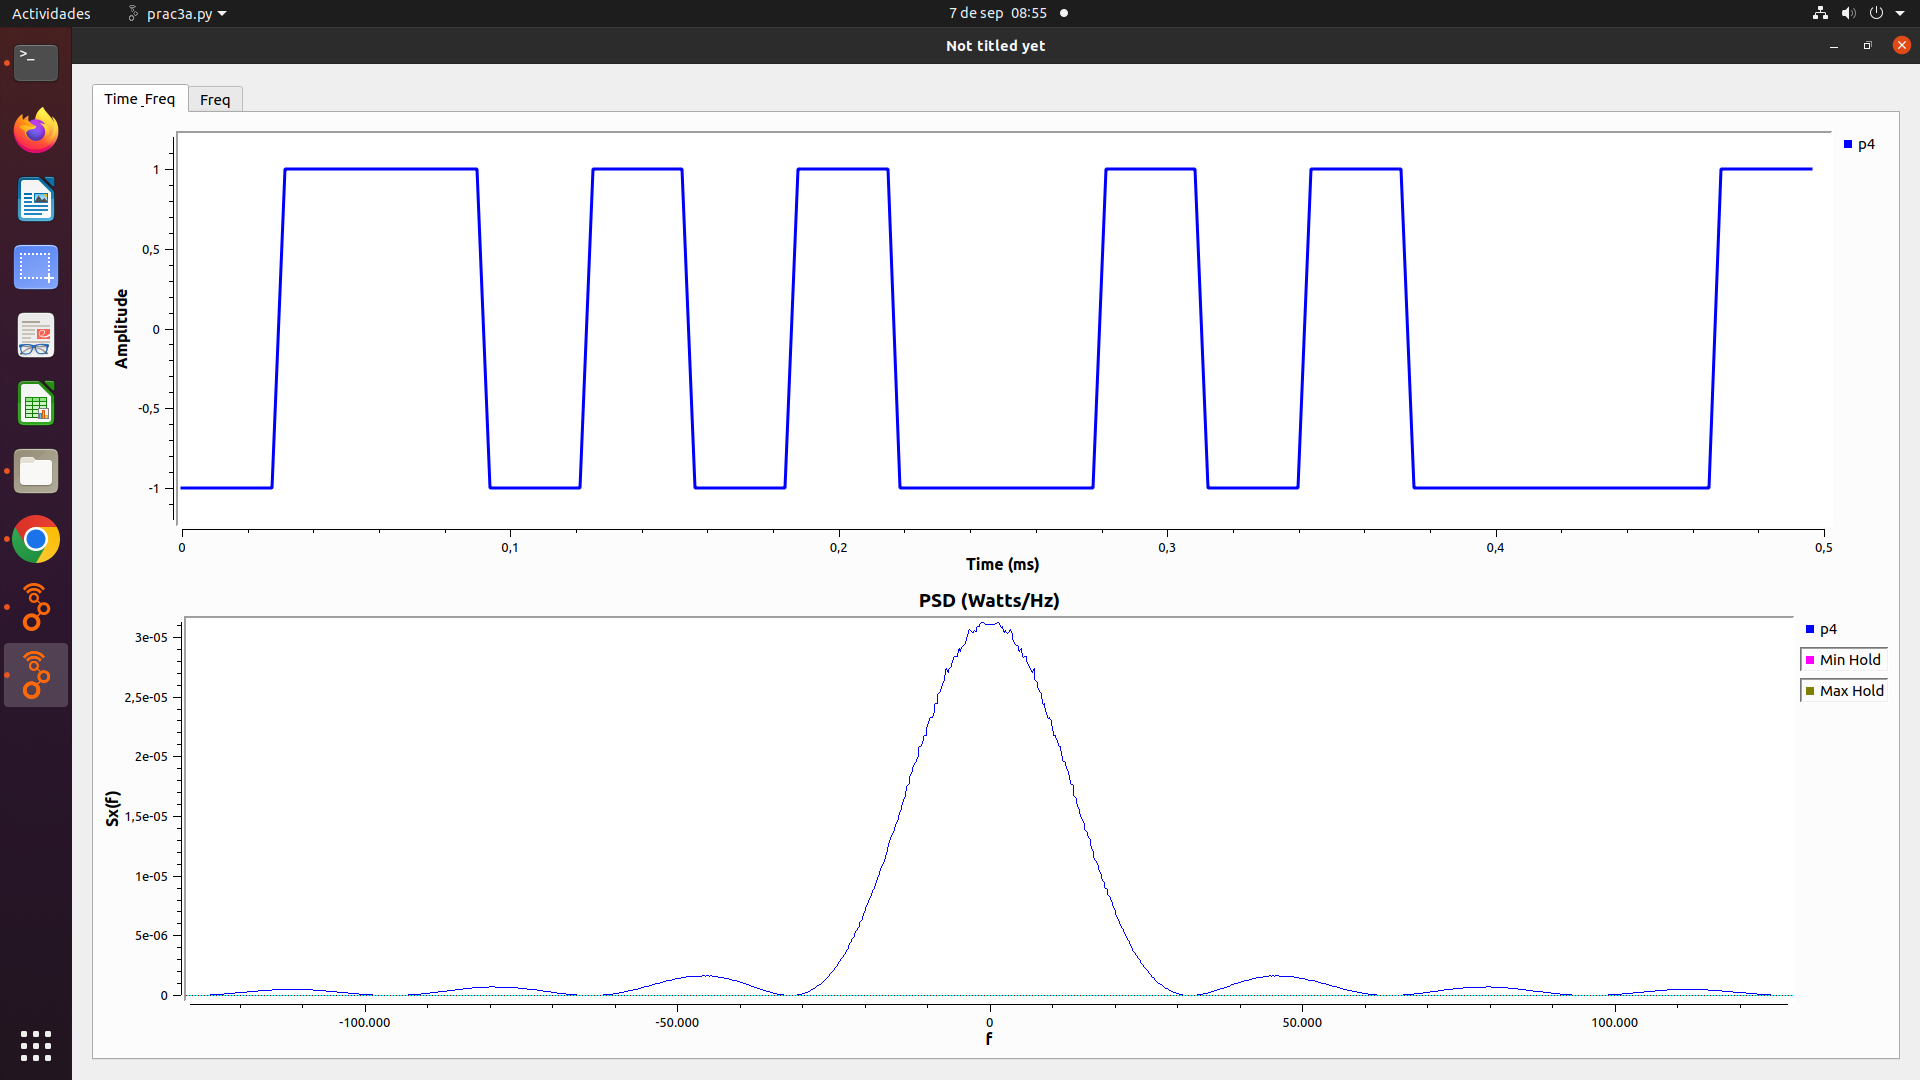 Actividades
prac3a.py
7 de sep 08:55
Not titled yet
Time_Freq
Freq
p4
1
0,5
0
-0,5
-1
Amplitude
0
0,1
0,2
0,3
0,4
0,5
Time (ms)
PSD (Watts/Hz)
p4
Min Hold
Max Hold
3e-05
2,5e-05
2e-05
1,5e-05
1e-05
5e-06
0
Sx(f)
-100.000
-50.000
0
50.000
100.000
f